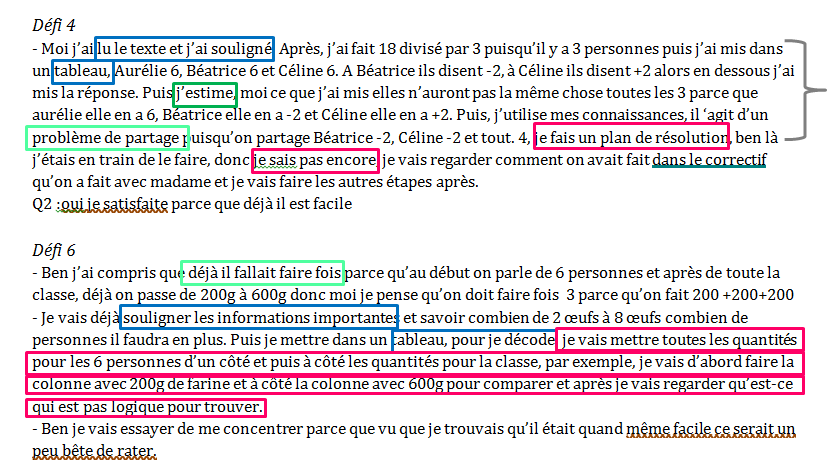 Défi 4
- Moi j’ai lu le texte et j’ai souligné. Après, j’ai fait 18 divisé par 3 puisqu’il y a 3 personnes puis j’ai mis dans
un tableau, Aurélie 6, Béatrice 6 et Céline 6. A Béatrice ils disent -2, à Céline ils disent +2 alors en dessous j’ai
mis la réponse. Puis j’estime, moi ce que j’ai mis elles n’auront pas la même chose toutes les 3 parce que
aurélie elle en a 6, Béatrice elle en a -2 et Céline elle en a +2. Puis, j’utilise mes connaissances, il ‘agit d’un
problème de partage puisqu’on partage Béatrice -2, Céline -2 et tout. 4, je fais un plan de résolution, ben là
j’étais en train de le faire, donc je sais pas encore, je vais regarder comment on avait fait dans le correctif
qu’on a fait avec madame et je vais faire les autres étapes après.
Q2 :oui je satisfaite parce que déjà il est facile
Défi 6
- Ben j’ai compris que déjà il fallait faire fois parce qu’au début on parle de 6 personnes et après de toute la
classe, déjà on passe de 200g à 600g donc moi je pense qu’on doit faire fois 3 parce qu’on fait 200 +200+200
- Je vais déjà souligner les informations importantes et savoir combien de 2 œufs à 8 œufs combien de
personnes il faudra en plus. Puis je mettre dans un tableau, pour je décode, je vais mettre toutes les quantités
pour les 6 personnes d’un côté et puis à côté les quantités pour la classe, par exemple, je vais d’abord faire la
colonne avec 200g de farine et à côté la colonne avec 600g pour comparer et après je vais regarder qu’est-ce
qui est pas logique pour trouver.
- Ben je vais essayer de me concentrer parce que vu que je trouvais qu’il était quand même facile ce serait un
peu bête de rater.